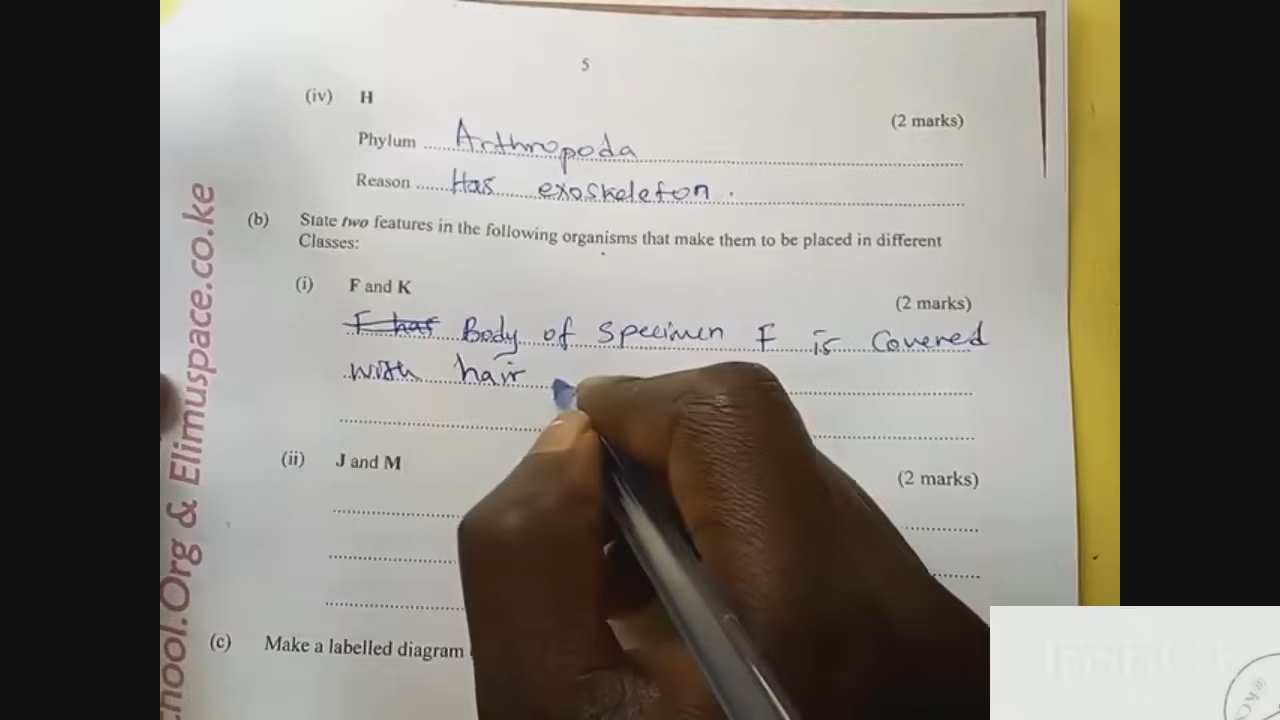 5
(iv) H
(2 marks)
Phylum Arthropoda
Reason Has exoskeleton.
(b) State two features in the following organisms that make them to be placed in different
Classes:
(i) F and K
(2 marks)
F has Body of specimen F is covered
with hair
(ii) J and M
(2 marks)
(c) Make a labelled diagram
hool.Org & Elimuspace.co.ke